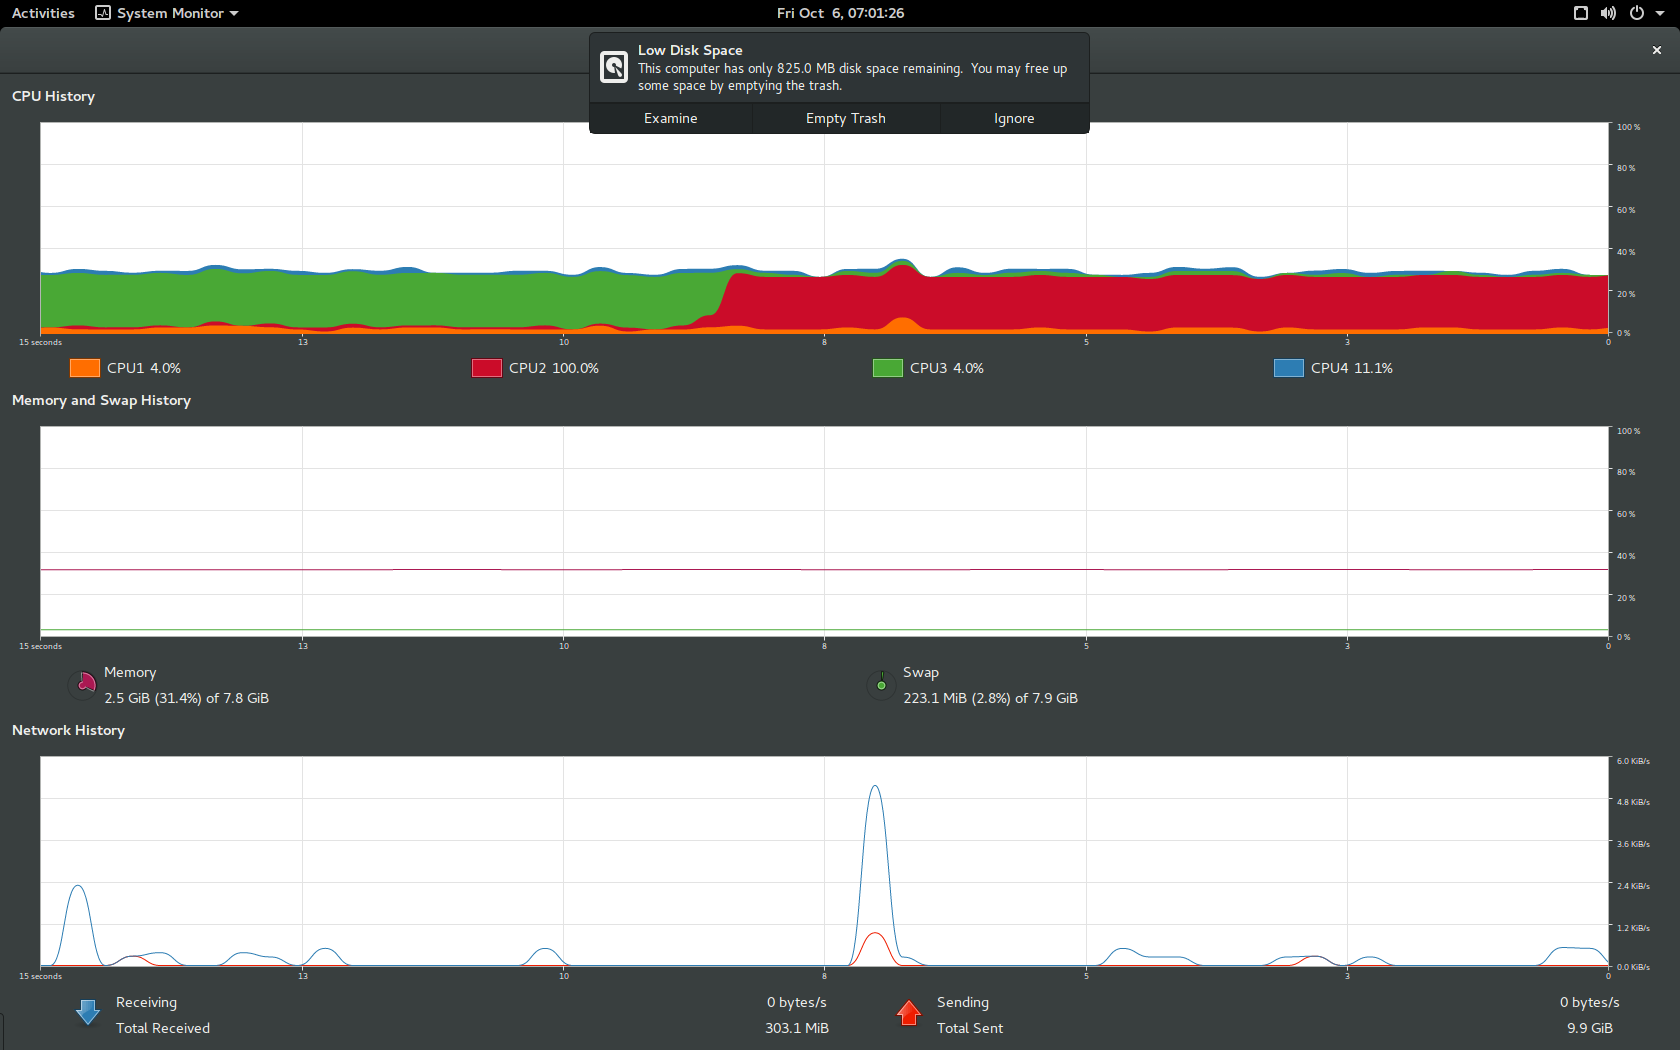 Activities System Monitor Fri Oct 6, 07:01:26
Low Disk Space
This computer has only 825.0 MB disk space remaining. You may free up
some space by emptying the trash.
Examine Empty Trash Ignore
CPU History
100 %
80 %
60 %
40 %
20 %
0 %
15 seconds 13 10 8 5 3 0
CPU1 4.0% CPU2 100.0% CPU3 4.0% CPU4 11.1%
Memory and Swap History
100 %
80 %
60 %
40 %
20 %
0 %
15 seconds 13 10 8 5 3 0
Memory
2.5 GiB (31.4%) of 7.8 GiB
Swap
223.1 MiB (2.8%) of 7.9 GiB
Network History
6.0 KiB/s
4.8 KiB/s
3.6 KiB/s
2.4 KiB/s
1.2 KiB/s
0.0 KiB/s
15 seconds 13 10 8 5 3 0
Receiving 0 bytes/s
Total Received 303.1 MiB
Sending 0 bytes/s
Total Sent 9.9 GiB